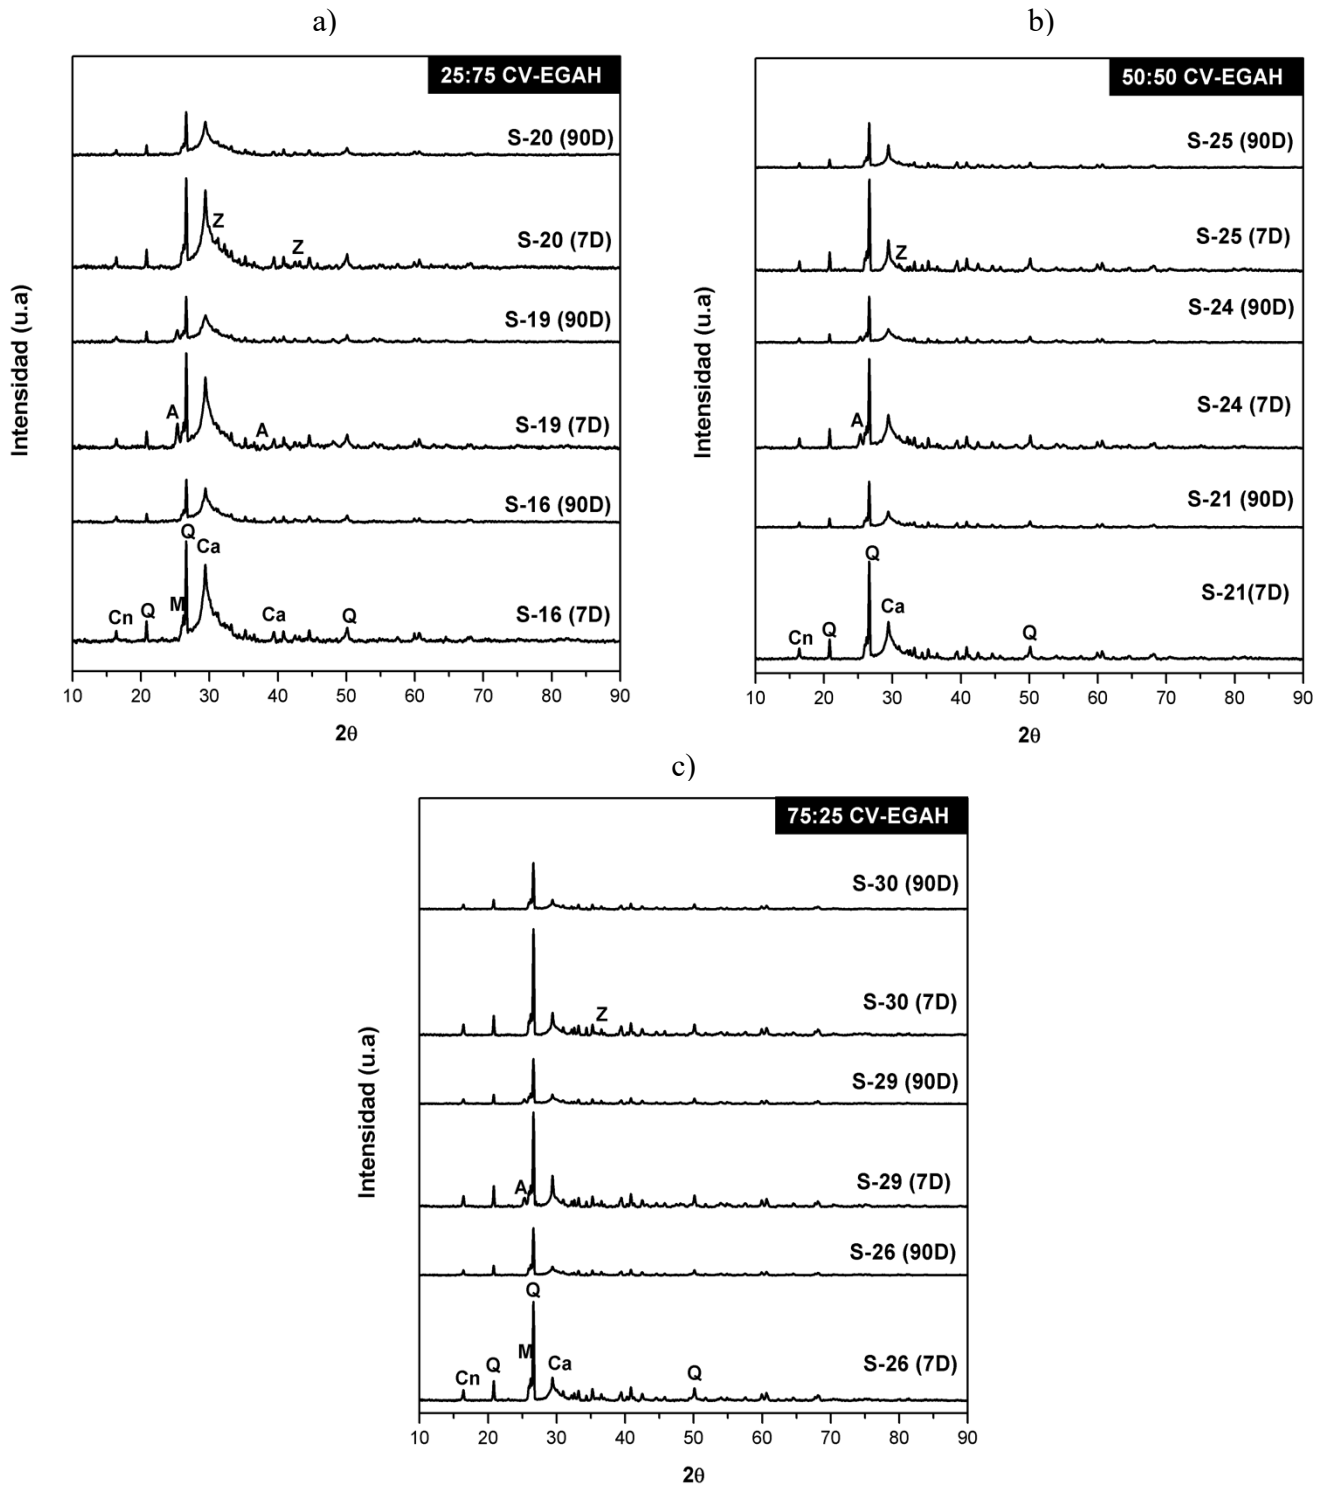 a)
25:75 CV-EGAH
S-20 (90D)
Z
Z
S-20 (7D)
S-19 (90D)
A
A
S-19 (7D)
S-16 (90D)
Q
Ca
Cn
Q
M
Ca
Q
S-16 (7D)
10 20 30 40 50 60 70 80 90
2θ
Intensidad (u.a)
b)
50:50 CV-EGAH
S-25 (90D)
Z
S-25 (7D)
S-24 (90D)
A
S-24 (7D)
S-21 (90D)
Q
Ca
Cn
Q
Q
S-21(7D)
10 20 30 40 50 60 70 80 90
2θ
Intensidad (u.a)
c)
75:25 CV-EGAH
S-30 (90D)
Z
S-30 (7D)
S-29 (90D)
A
S-29 (7D)
S-26 (90D)
Q
M
Cn
Q
Ca
Q
S-26 (7D)
10 20 30 40 50 60 70 80 90
2θ
Intensidad (u.a)